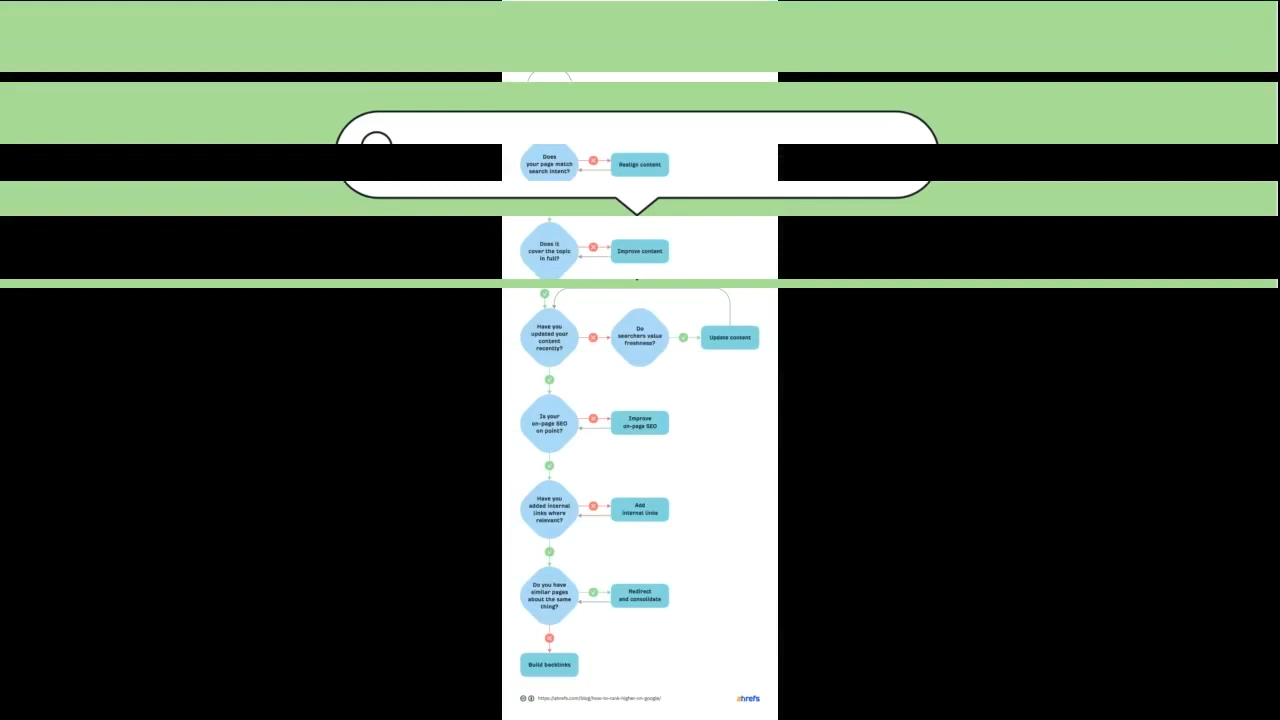 Does
your page match
search intent?
Realign content
Does it
cover the topic
in full?
Improve content
Have you
updated your
content
recently?
Do
searchers value
freshness?
Update content
Is your
on-page SEO
on point?
Improve
on-page SEO
Have you
added internal
links where
relevant?
Add
internal links
Do you have
similar pages
about the same
thing?
Redirect
and consolidate
Build backlinks
https://ahrefs.com/blog/how-to-rank-higher-on-google/
ahrefs